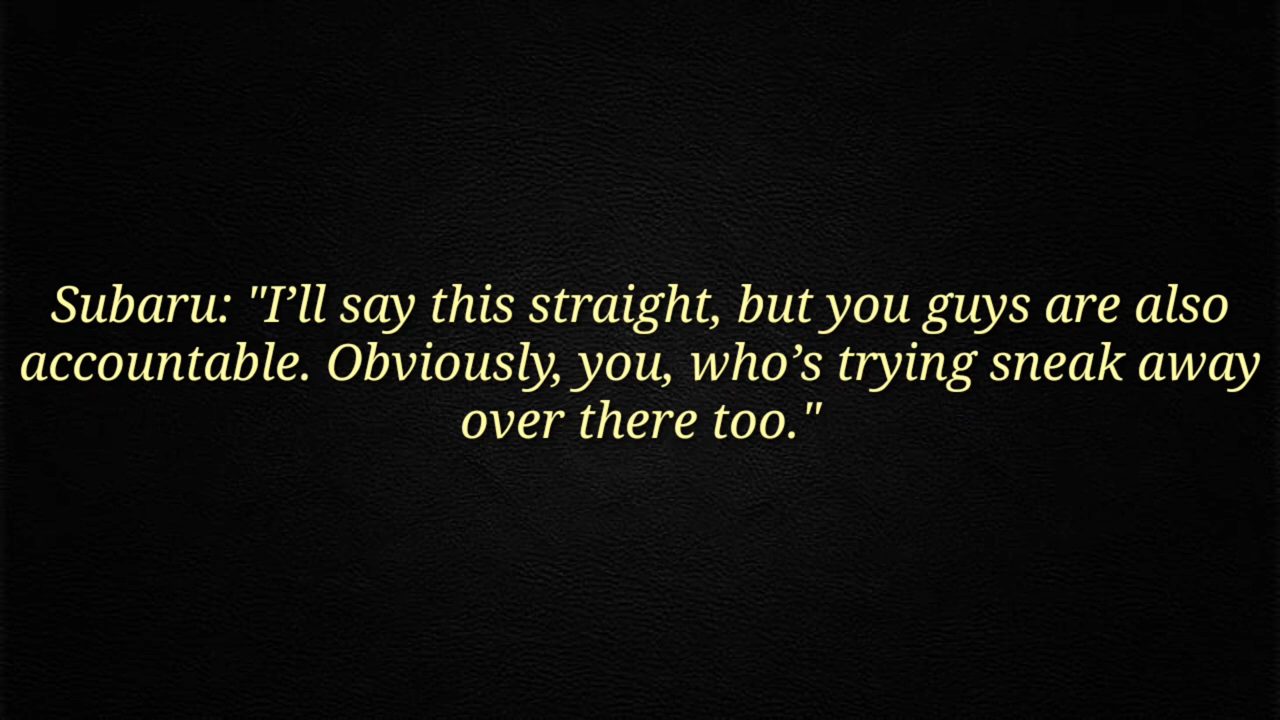 Subaru: "I’ll say this straight, but you guys are also
accountable. Obviously, you, who’s trying sneak away
over there too."